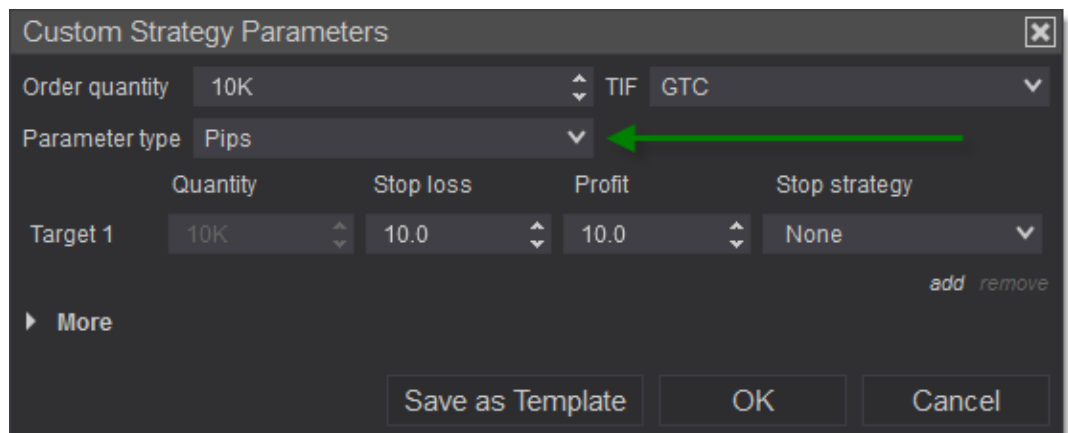 Custom Strategy Parameters
Order quantity 10K TIF GTC
Parameter type Pips
Quantity Stop loss Profit Stop strategy
Target 1 10K 10.0 10.0 None
add remove
More
Save as Template OK Cancel